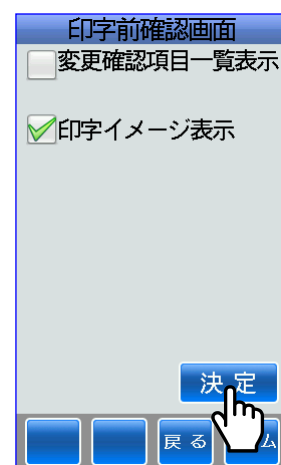 印字前確認画面
変更確認項目一覧表示
印字イメージ表示
決定
戻る
ム